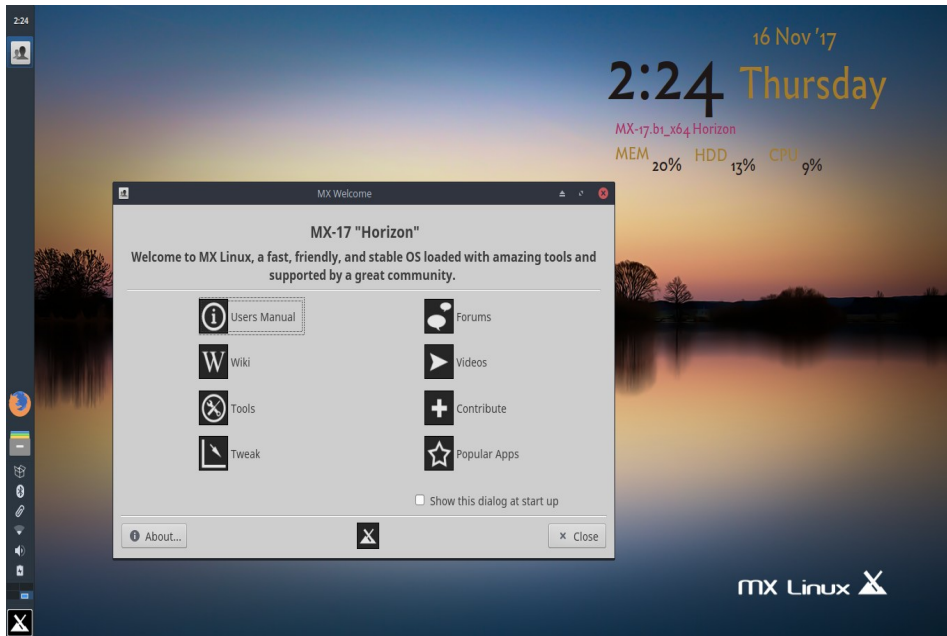 2:24
16 Nov '17
2:24 Thursday
MX-17.b1_x64 Horizon
MEM 20% HDD 13% CPU 9%
MX Welcome
MX-17 "Horizon"
Welcome to MX Linux, a fast, friendly, and stable OS loaded with amazing tools and
supported by a great community.
Users Manual
Forums
Wiki
Videos
Tools
Contribute
Tweak
Popular Apps
Show this dialog at start up
About...
Close
MX Linux